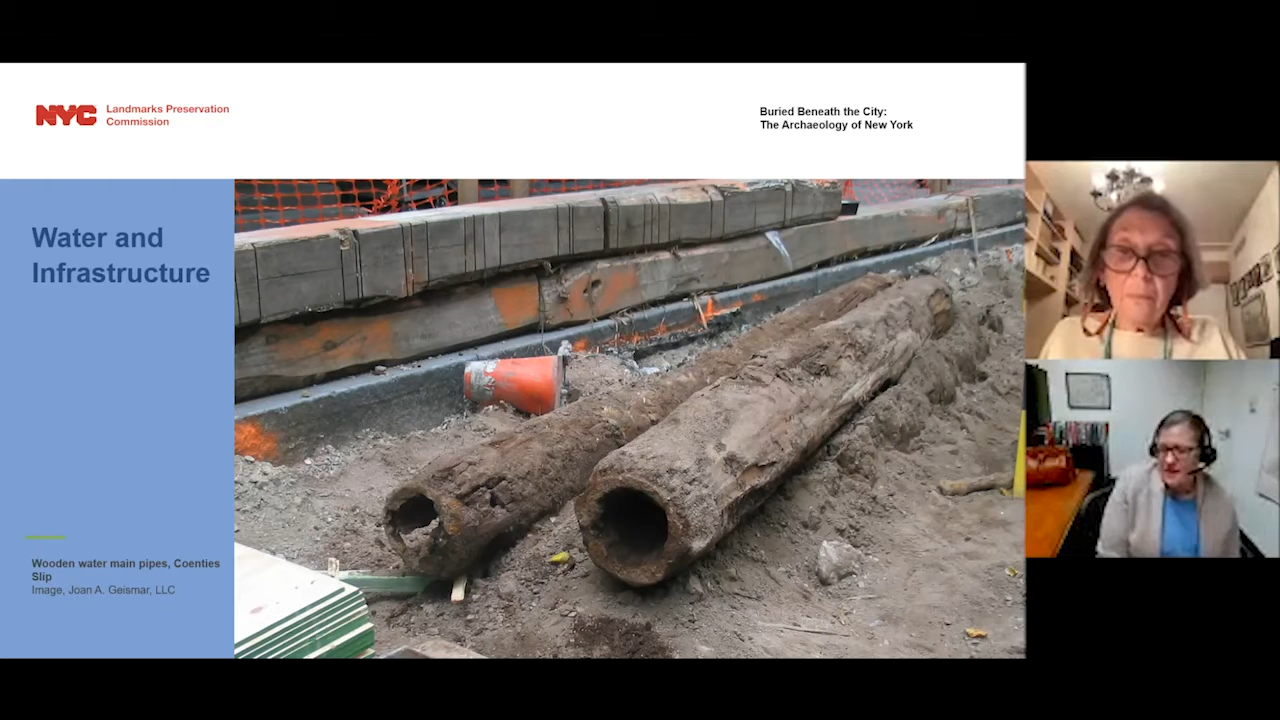 NYC
Landmarks Preservation
Commission
Buried Beneath the City:
The Archaeology of New York
Water and
Infrastructure
Wooden water main pipes, Coenties
Slip
Image, Joan A. Geismar, LLC